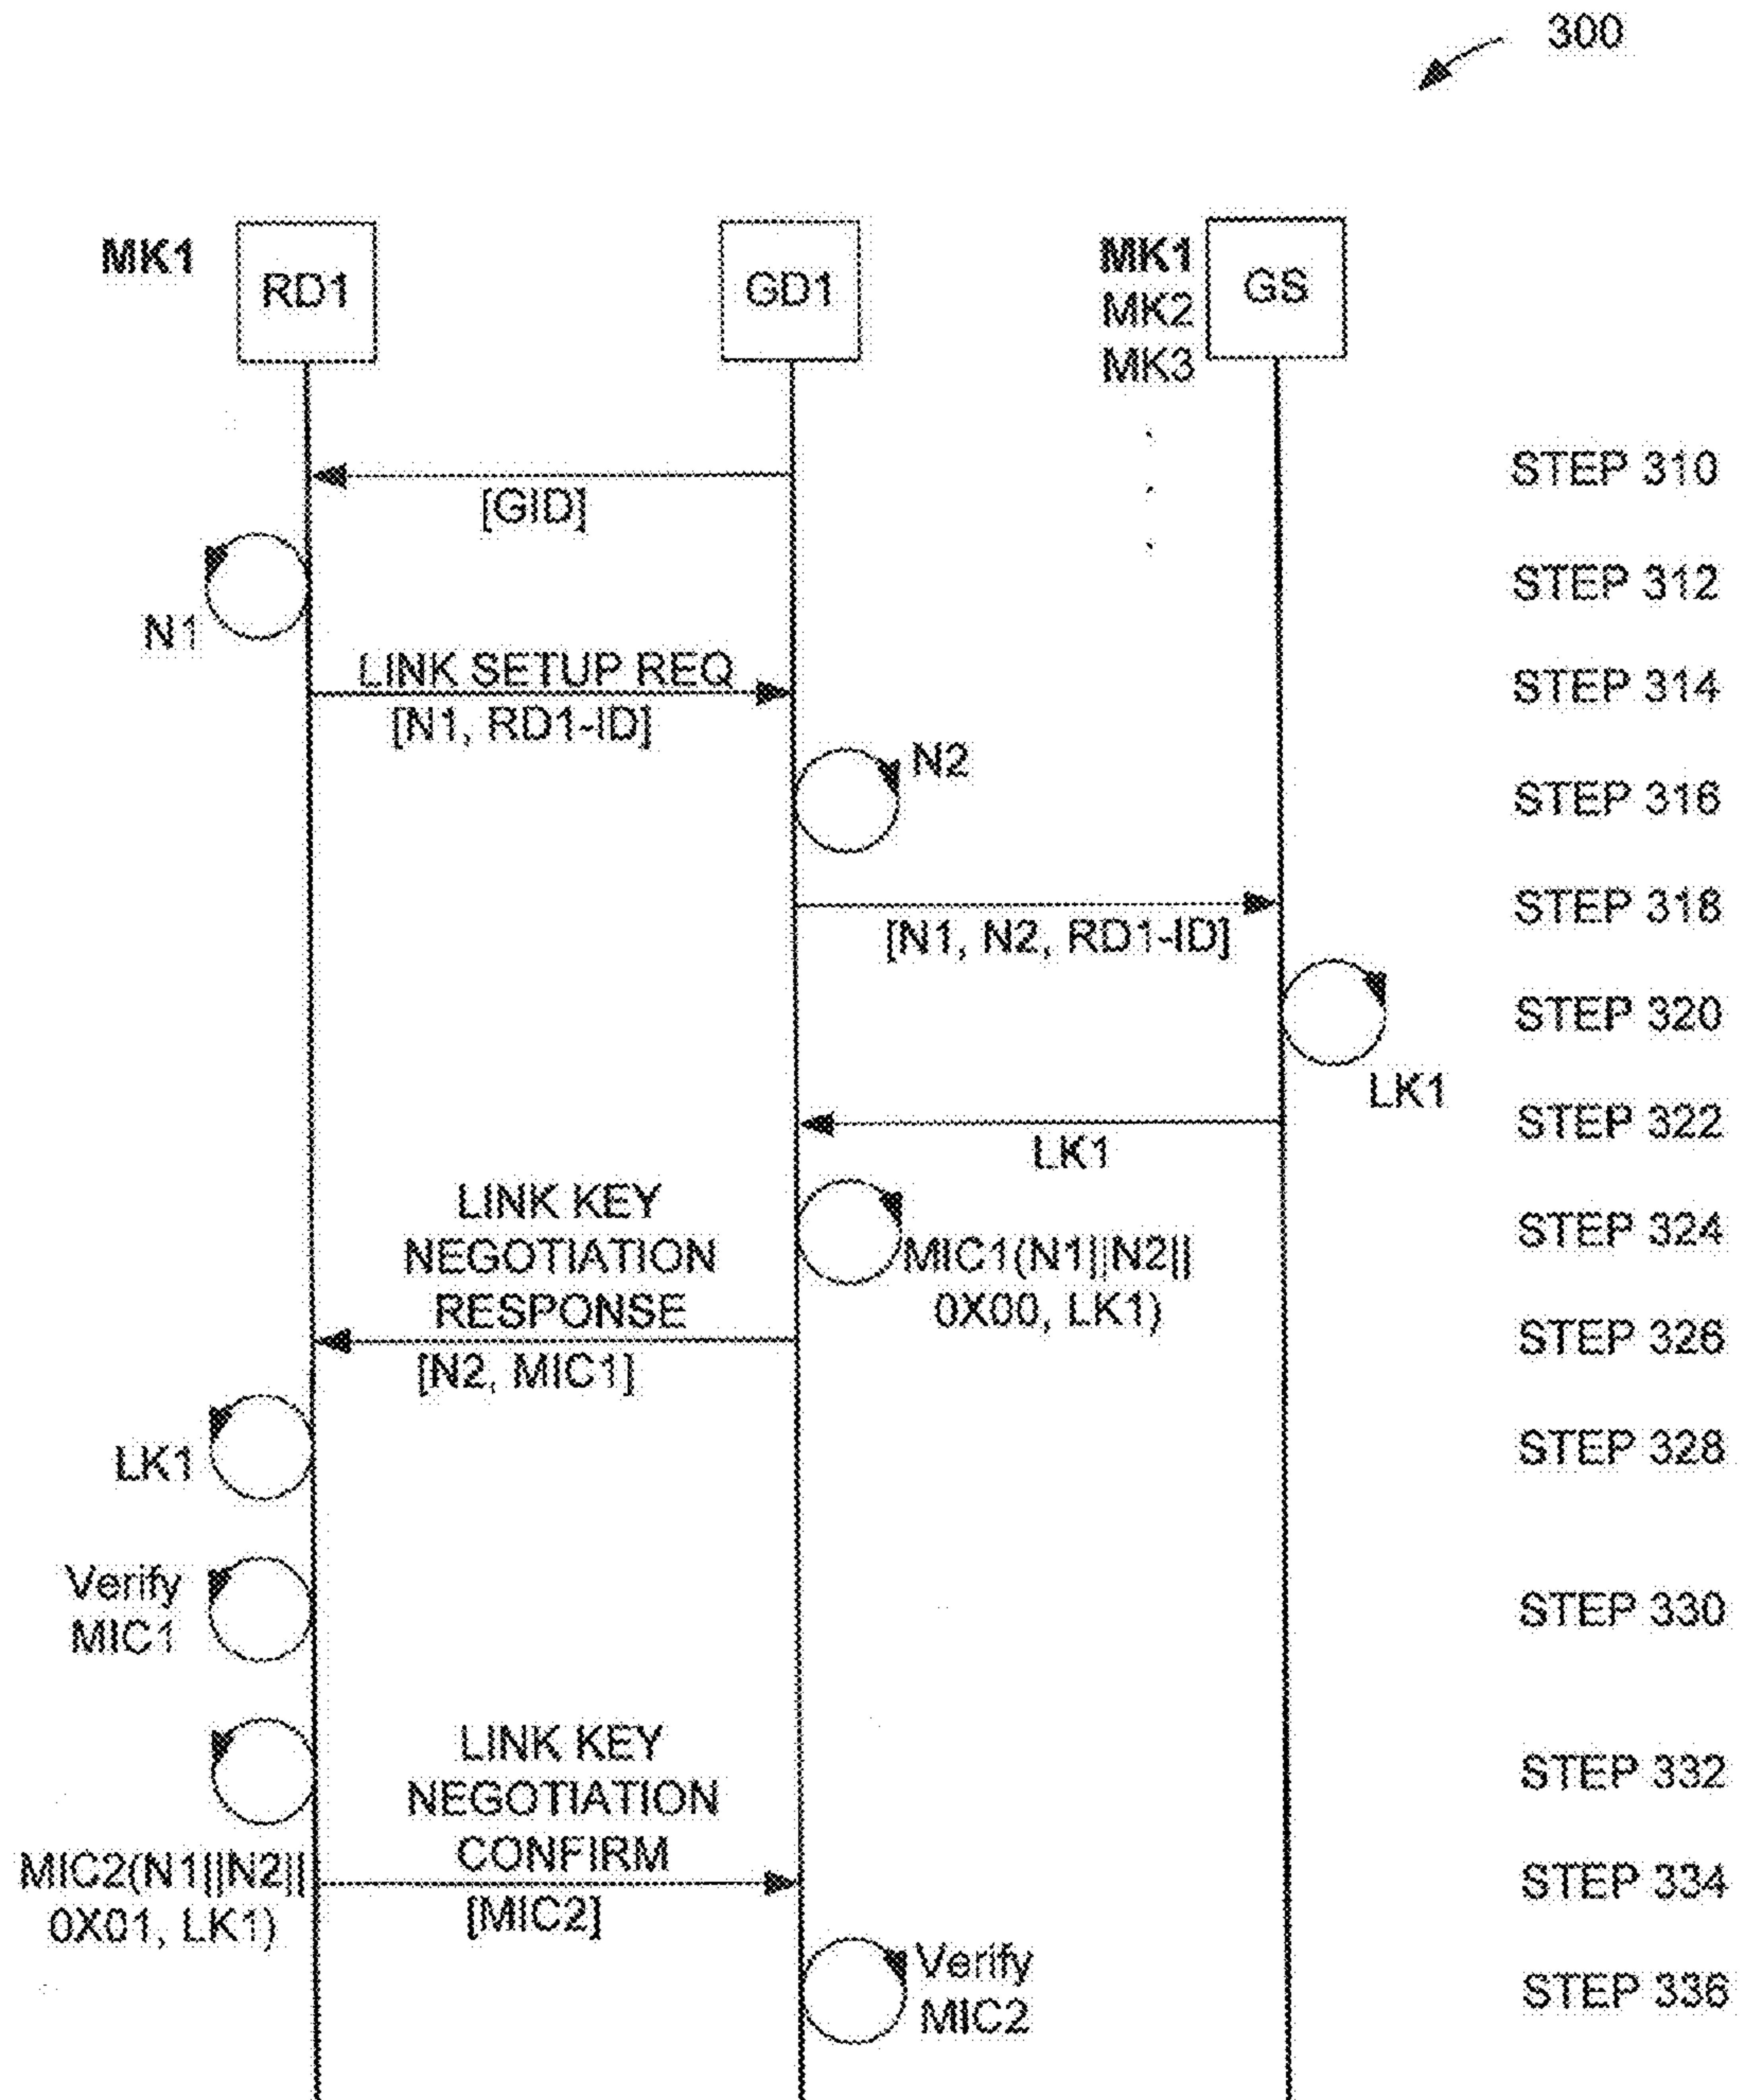 300
MK1
RD1
GD1
MK1
MK2
MK3
GS
STEP 310
[GID]
STEP 312
N1
LINK SETUP REQ
STEP 314
[N1, RD1-ID]
N2
STEP 316
STEP 318
[N1, N2, RD1-ID]
STEP 320
LK1
STEP 322
LK1
LINK KEY
NEGOTIATION
RESPONSE
STEP 324
MIC1(N1||N2||
0X00, LK1)
STEP 326
[N2, MIC1]
STEP 328
LK1
Verify
MIC1
STEP 330
LINK KEY
NEGOTIATION
CONFIRM
STEP 332
MIC2(N1||N2||
0X01, LK1)
STEP 334
[MIC2]
Verify
MIC2
STEP 336